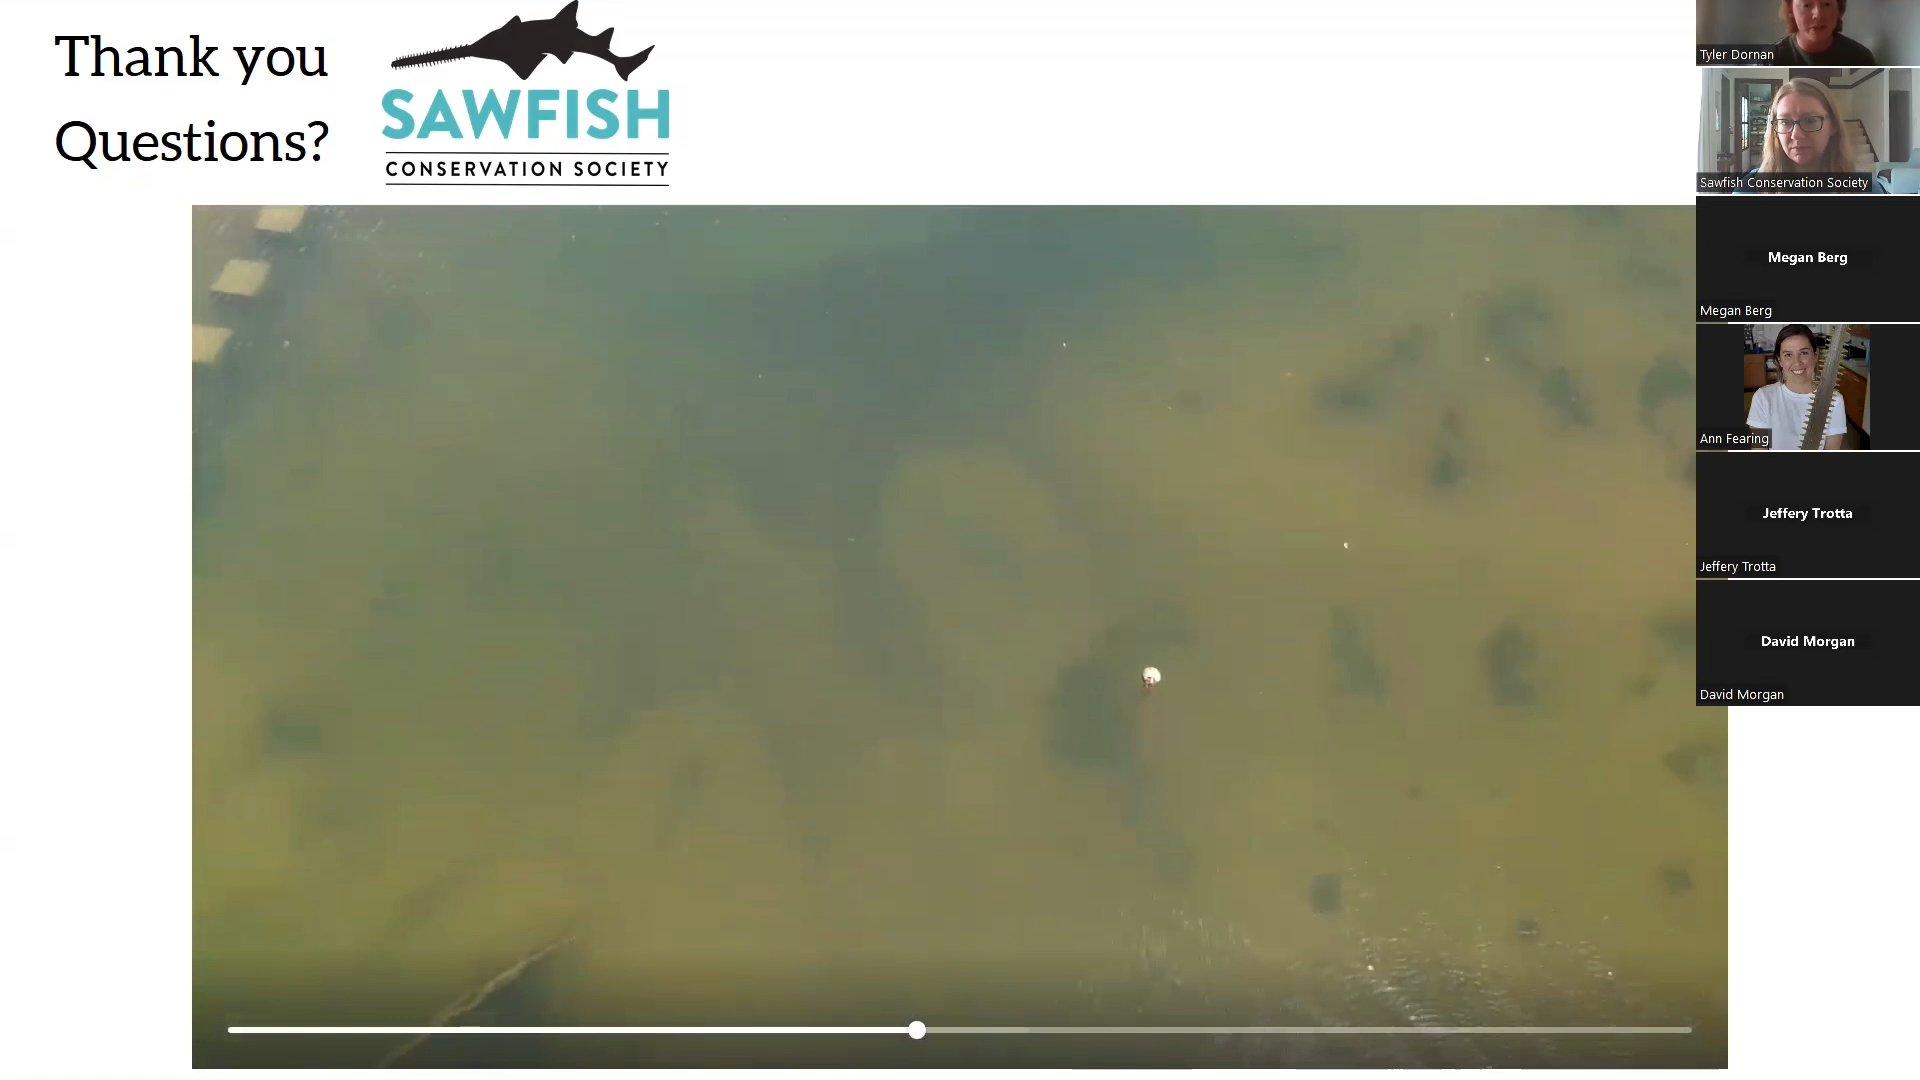 Thank you
Questions?
SAWFISH
CONSERVATION SOCIETY
Tyler Dornan
Sawfish Conservation Society
Megan Berg
Megan Berg
Ann Fearing
Jeffery Trotta
Jeffery Trotta
David Morgan
David Morgan